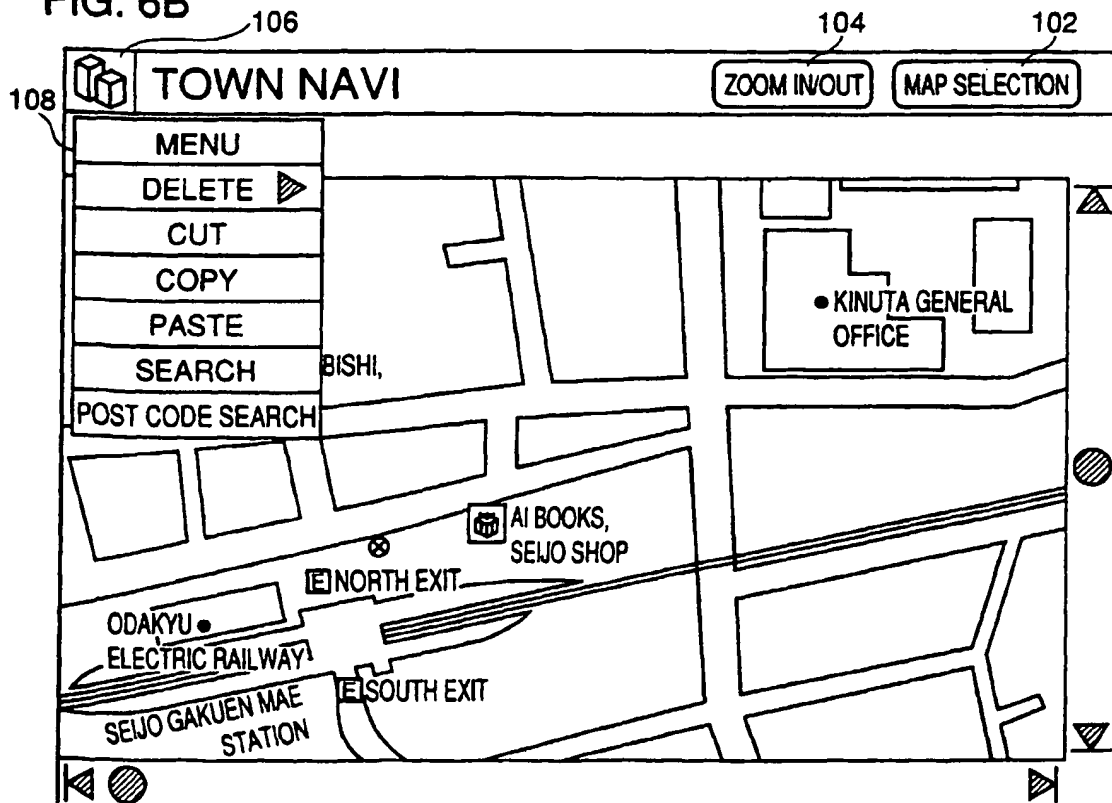 FIG. 6B
106
104
102
108
TOWN NAVI
ZOOM IN/OUT
MAP SELECTION
MENU
DELETE
CUT
COPY
PASTE
SEARCH
POST CODE SEARCH
BISHI,
KINUTA GENERAL
OFFICE
AI BOOKS,
SEIJO SHOP
E NORTH EXIT
ODAKYU
ELECTRIC RAILWAY
E SOUTH EXIT
SEIJO GAKUEN MAE
STATION